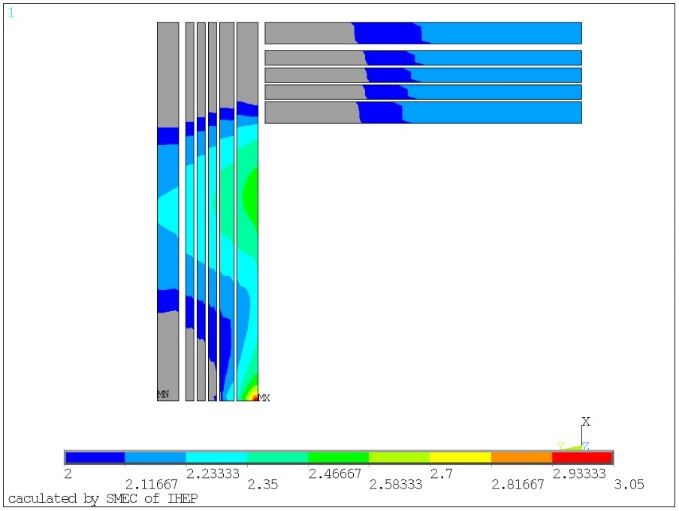 1
MN
MX
X
Y
Z
2
2.23333
2.46667
2.7
2.93333
2.11667
2.35
2.58333
2.81667
3.05
caculated by SMEC of IHEP